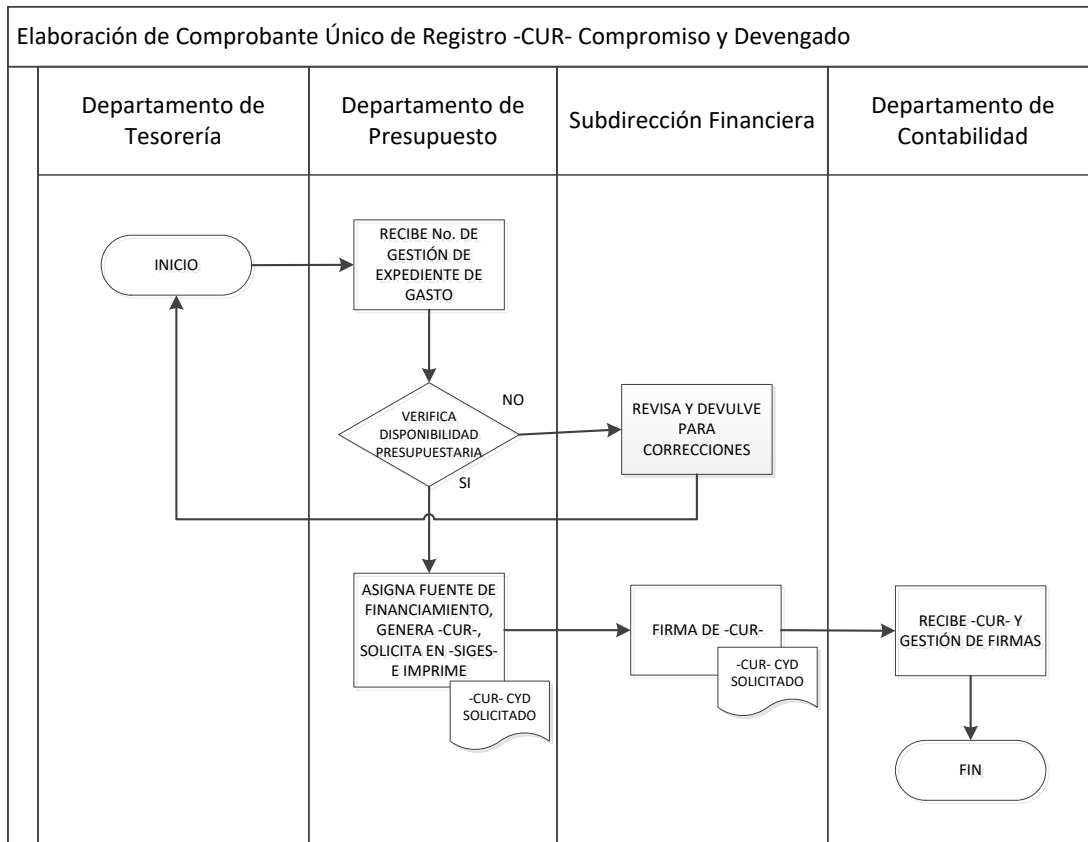 Elaboración de Comprobante Único de Registro -CUR- Compromiso y Devengado
Departamento de
Tesorería
Departamento de
Presupuesto
Subdirección Financiera
Departamento de
Contabilidad
INICIO
RECIBE No. DE
GESTIÓN DE
EXPEDIENTE DE
GASTO
VERIFICA
DISPONIBILIDAD
PRESUPUESTARIA
NO
SI
REVISA Y DEVULVE
PARA
CORRECCIONES
ASIGNA FUENTE DE
FINANCIAMIENTO,
GENERA -CUR-,
SOLICITA EN -SIGES-
E IMPRIME
-CUR- CYD
SOLICITADO
FIRMA DE -CUR-
-CUR- CYD
SOLICITADO
RECIBE -CUR- Y
GESTIÓN DE FIRMAS
FIN